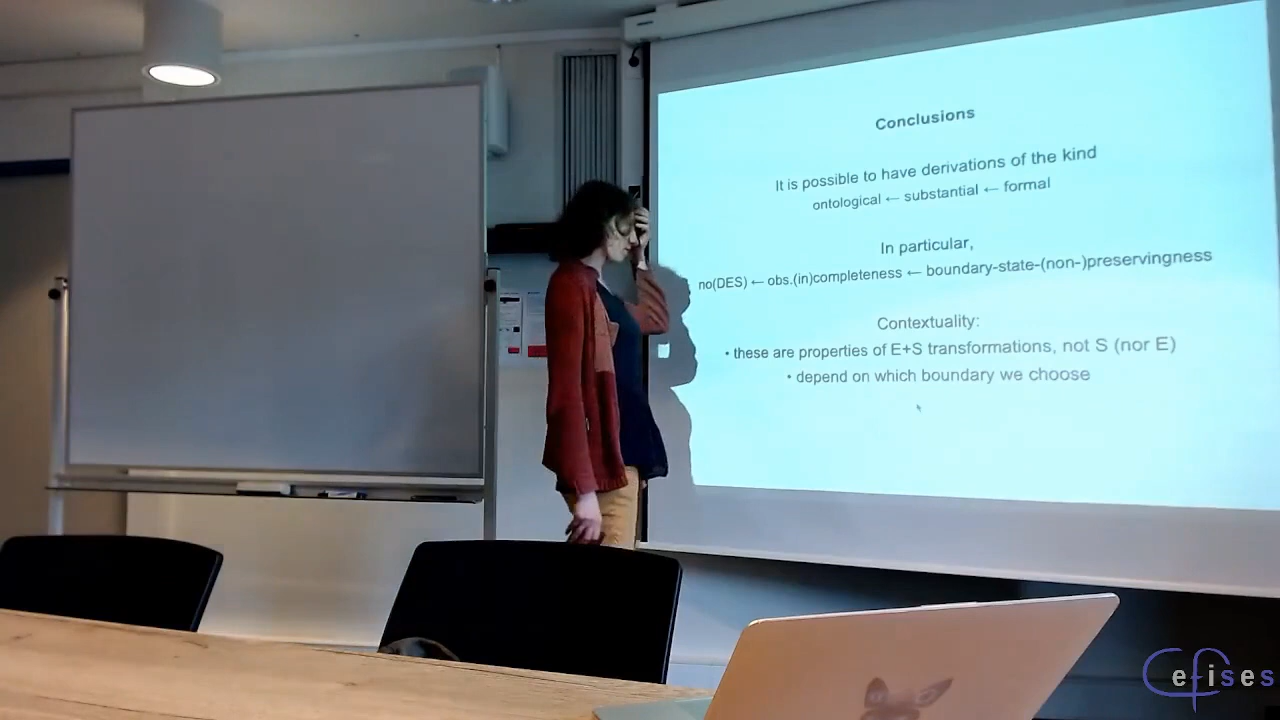 Conclusions
It is possible to have derivations of the kind
ontological ← substantial ← formal
In particular,
no(DES) ← obs.(in)completeness ← boundary-state-(non-)preservingness
Contextuality:
• these are properties of E+S transformations, not S (nor E)
• depend on which boundary we choose
Cefises